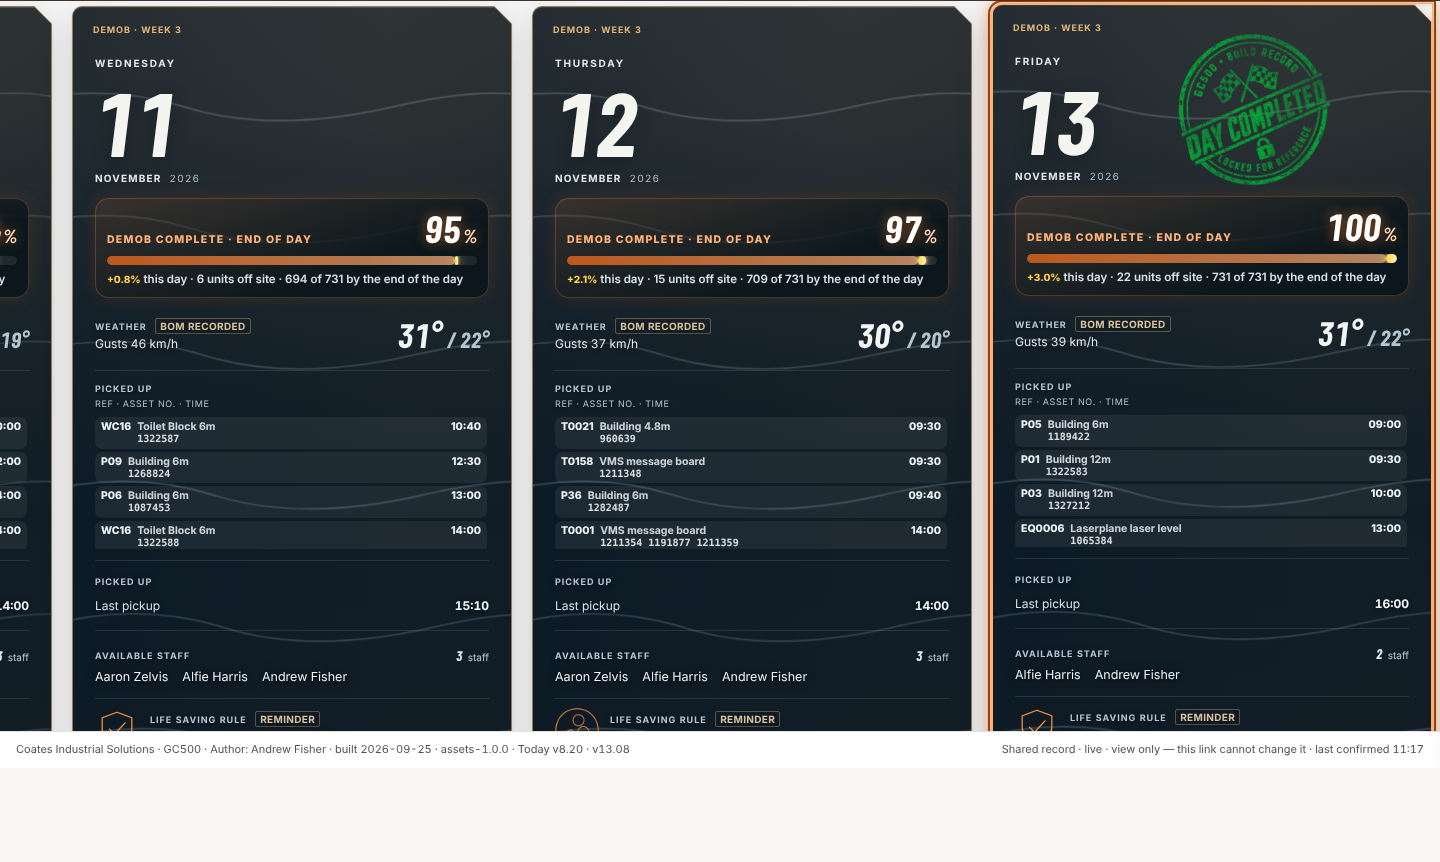 %
y
19°
0:00
2:00
4:00
4:00
14:00
3 staff
DEMOB · WEEK 3
WEDNESDAY
11
NOVEMBER 2026
DEMOB COMPLETE · END OF DAY
95%
+0.8% this day · 6 units off site · 694 of 731 by the end of the day
WEATHER BOM RECORDED
Gusts 46 km/h
31° / 22°
PICKED UP
REF · ASSET NO. · TIME
WC16 Toilet Block 6m 10:40
1322587
P09 Building 6m 12:30
1268824
P06 Building 6m 13:00
1087453
WC16 Toilet Block 6m 14:00
1322588
PICKED UP
Last pickup 15:10
AVAILABLE STAFF 3 staff
Aaron Zelvis Alfie Harris Andrew Fisher
LIFE SAVING RULE REMINDER
DEMOB · WEEK 3
THURSDAY
12
NOVEMBER 2026
DEMOB COMPLETE · END OF DAY
97%
+2.1% this day · 15 units off site · 709 of 731 by the end of the day
WEATHER BOM RECORDED
Gusts 37 km/h
30° / 20°
PICKED UP
REF · ASSET NO. · TIME
T0021 Building 4.8m 09:30
960639
T0158 VMS message board 09:30
1211348
P36 Building 6m 09:40
1282487
T0001 VMS message board 14:00
1211354 1191877 1211359
PICKED UP
Last pickup 14:00
AVAILABLE STAFF 3 staff
Aaron Zelvis Alfie Harris Andrew Fisher
LIFE SAVING RULE REMINDER
DEMOB · WEEK 3
FRIDAY
13
NOVEMBER 2026
GC500 • BUILD RECORD
DAY COMPLETED
LOCKED FOR REFERENCE
DEMOB COMPLETE · END OF DAY
100%
+3.0% this day · 22 units off site · 731 of 731 by the end of the day
WEATHER BOM RECORDED
Gusts 39 km/h
31° / 22°
PICKED UP
REF · ASSET NO. · TIME
P05 Building 6m 09:00
1189422
P01 Building 12m 09:30
1322583
P03 Building 12m 10:00
1327212
EQ0006 Laserplane laser level 13:00
1065384
PICKED UP
Last pickup 16:00
AVAILABLE STAFF 2 staff
Alfie Harris Andrew Fisher
LIFE SAVING RULE REMINDER
Coates Industrial Solutions · GC500 · Author: Andrew Fisher · built 2026-09-25 · assets-1.0.0 · Today v8.20 · v13.08
Shared record · live · view only — this link cannot change it · last confirmed 11:17